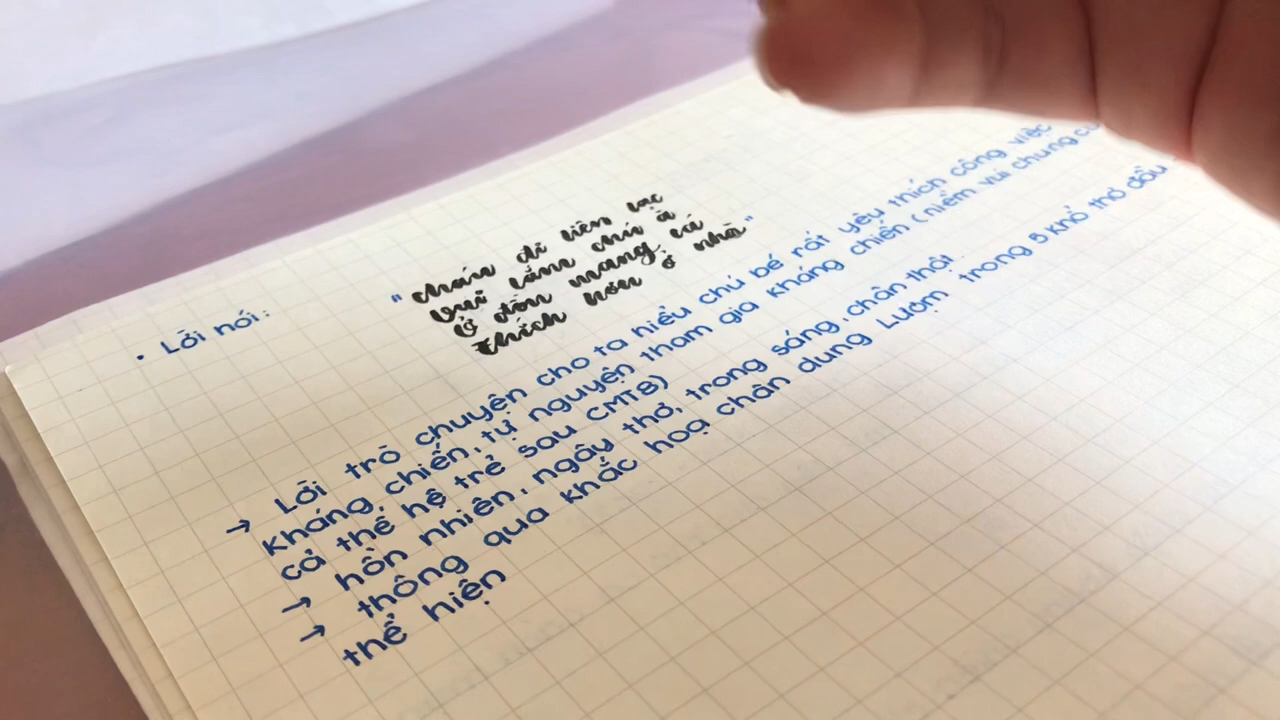 • Lời nói:
"cháu đi liên lạc
vui lắm chú à
Ở đồn mang cá
thích hơn ở nhà"
→ Lời trò chuyện cho ta hiểu chú bé rất yêu thích công việc
kháng chiến, tự nguyện tham gia kháng chiến (niềm vui chung của
cả thế hệ trẻ sau CMT8)
→ hồn nhiên, ngây thơ, trong sáng, chân thật
→ thông qua khắc hoạ chân dung Lượm trong 5 khổ thơ đầu
thể hiện